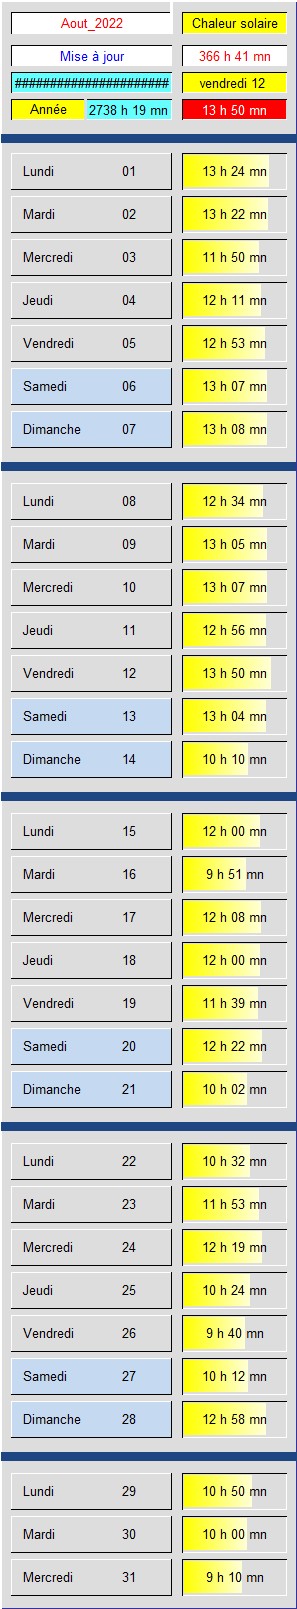 Aout_2022 Chaleur solaire
Mise à jour 366 h 41 mn
###################### vendredi 12
Année 2738 h 19 mn 13 h 50 mn
Lundi 01 13 h 24 mn
Mardi 02 13 h 22 mn
Mercredi 03 11 h 50 mn
Jeudi 04 12 h 11 mn
Vendredi 05 12 h 53 mn
Samedi 06 13 h 07 mn
Dimanche 07 13 h 08 mn
Lundi 08 12 h 34 mn
Mardi 09 13 h 05 mn
Mercredi 10 13 h 07 mn
Jeudi 11 12 h 56 mn
Vendredi 12 13 h 50 mn
Samedi 13 13 h 04 mn
Dimanche 14 10 h 10 mn
Lundi 15 12 h 00 mn
Mardi 16 9 h 51 mn
Mercredi 17 12 h 08 mn
Jeudi 18 12 h 00 mn
Vendredi 19 11 h 39 mn
Samedi 20 12 h 22 mn
Dimanche 21 10 h 02 mn
Lundi 22 10 h 32 mn
Mardi 23 11 h 53 mn
Mercredi 24 12 h 19 mn
Jeudi 25 10 h 24 mn
Vendredi 26 9 h 40 mn
Samedi 27 10 h 12 mn
Dimanche 28 12 h 58 mn
Lundi 29 10 h 50 mn
Mardi 30 10 h 00 mn
Mercredi 31 9 h 10 mn